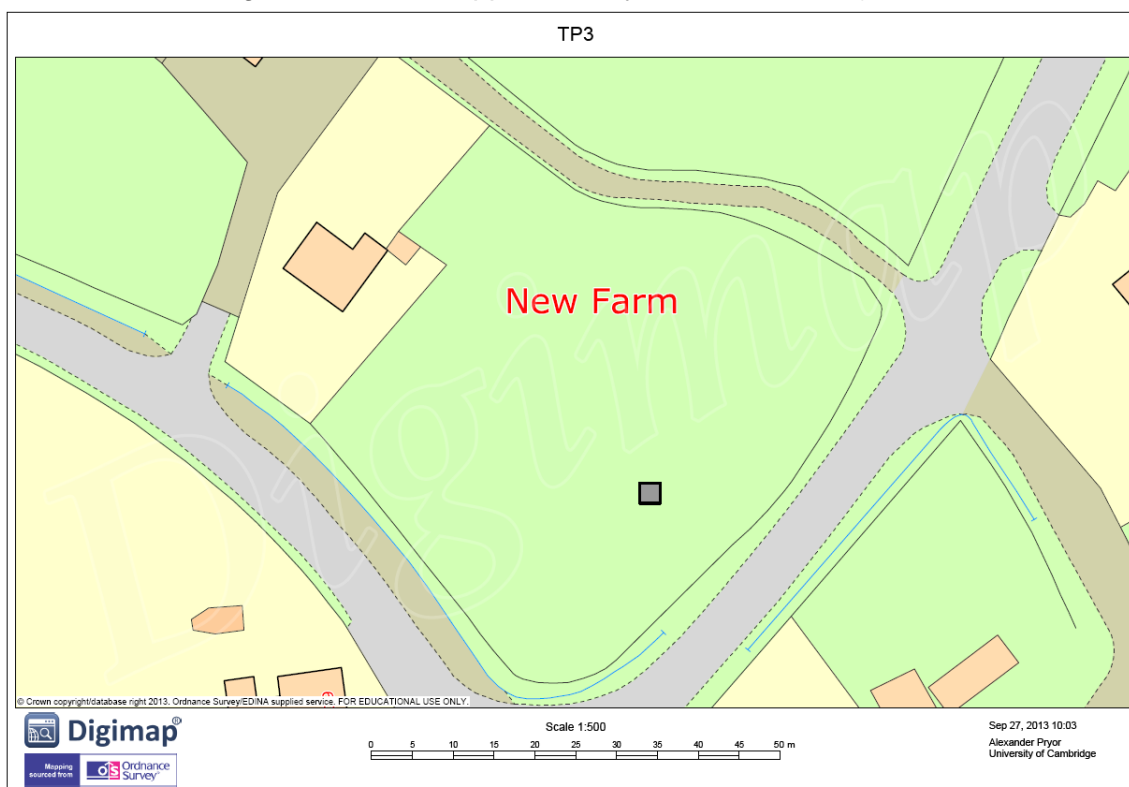 TP3
New Farm
© Crown copyright/database right 2013. Ordnance Survey/EDINA supplied service. FOR EDUCATIONAL USE ONLY.
Digimap®
Mapping
sourced from
OS Ordnance
Survey®
Scale 1:500
0 5 10 15 20 25 30 35 40 45 50 m
Sep 27, 2013 10:03
Alexander Pryor
University of Cambridge
Digimap